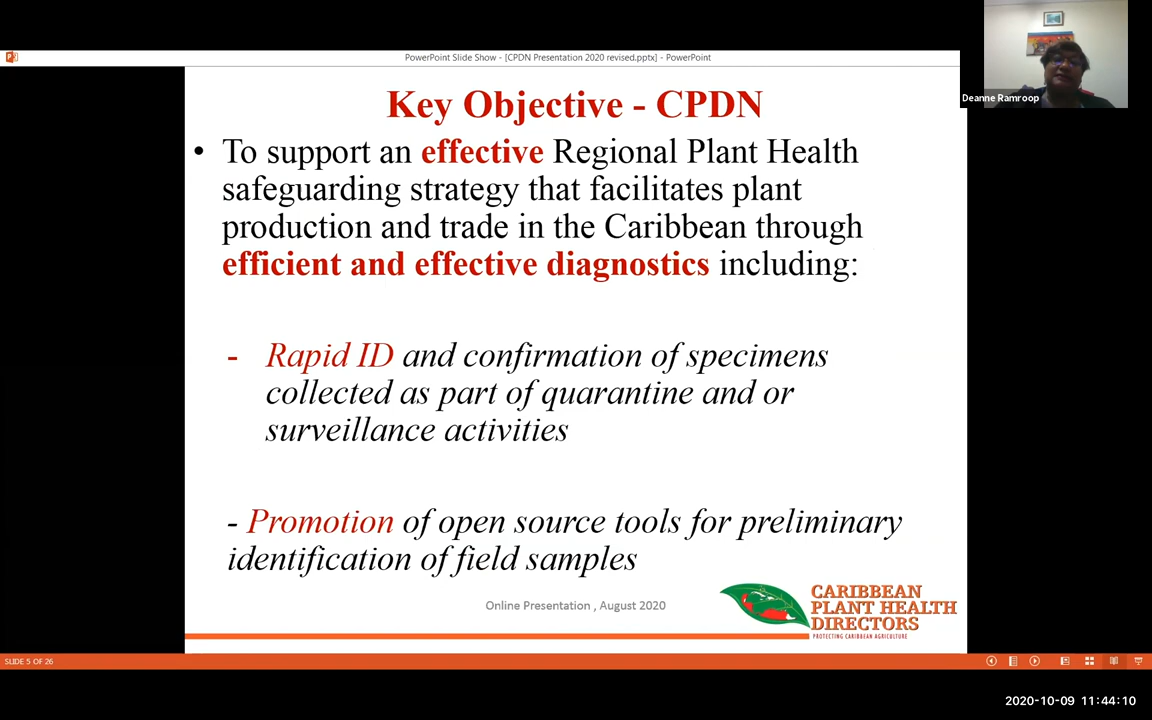 PowerPoint Slide Show - [CPDN Presentation 2020 revised.pptx] - PowerPoint
Deanne Ramroop
Key Objective - CPDN
• To support an effective Regional Plant Health
safeguarding strategy that facilitates plant
production and trade in the Caribbean through
efficient and effective diagnostics including:
- Rapid ID and confirmation of specimens
collected as part of quarantine and or
surveillance activities
- Promotion of open source tools for preliminary
identification of field samples
Online Presentation , August 2020
CARIBBEAN
PLANT HEALTH
DIRECTORS
PROTECTING CARIBBEAN AGRICULTURE
SLIDE 5 OF 26
2020-10-09 11:44:10